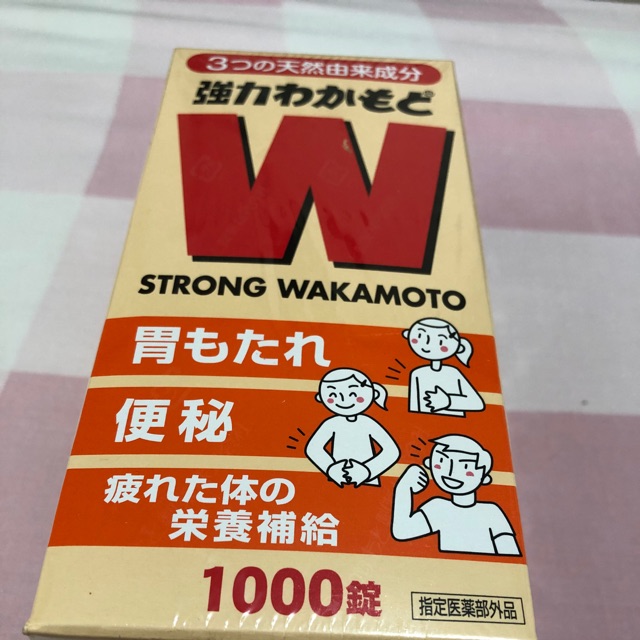 3つの天然由来成分
強力わかもと
W
STRONG WAKAMOTO
胃もたれ
便秘
疲れた体の
栄養補給
1000錠
指定医薬部外品